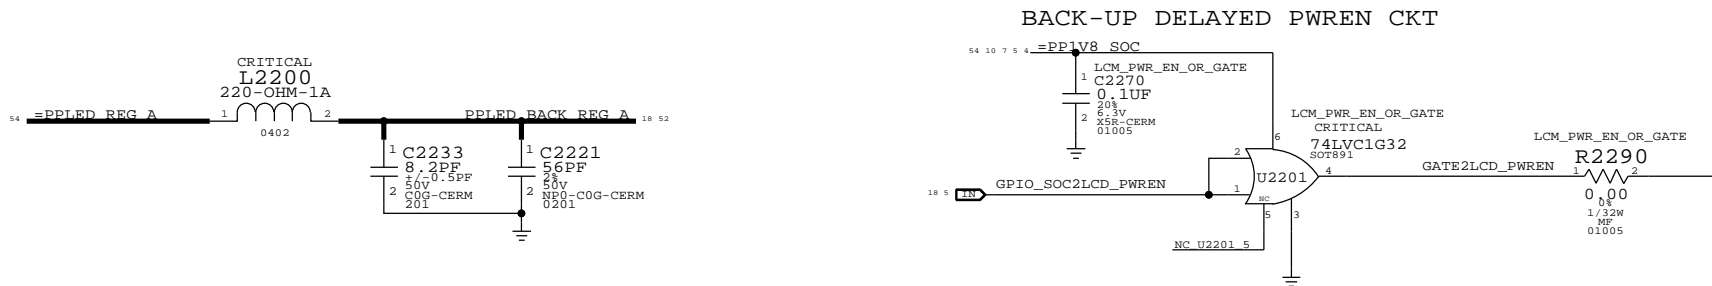 BACK-UP DELAYED PWREN CKT
54 10 7 5 4 =PP1V8_SOC
CRITICAL
L2200
220-OHM-1A
54 =PPLED_REG_A 1 2 PPLED_BACK_REG_A 18 52
0402
1 C2233
8.2PF
+/-0.5PF
50V
2 C0G-CERM
201
1 C2221
56PF
2%
50V
2 NP0-C0G-CERM
0201
LCM_PWR_EN_OR_GATE
1 C2270
0.1UF
20%
6.3V
2 X5R-CERM
01005
LCM_PWR_EN_OR_GATE
CRITICAL
6 74LVC1G32
SOT891
2
U2201 4 GATE2LCD_PWREN
18 5 IN GPIO_SOC2LCD_PWREN 1
NC
5 3
NC_U2201_5
LCM_PWR_EN_OR_GATE
R2290
1 2
0.00
0%
1/32W
MF
01005